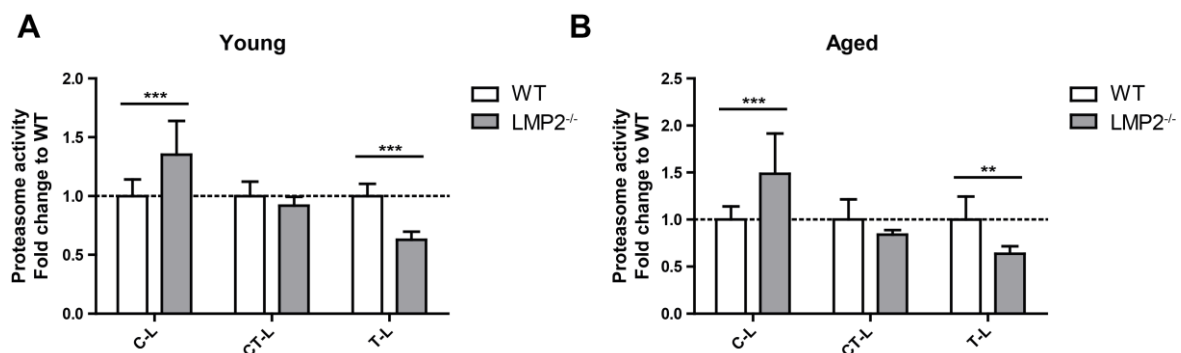 A
Young
Proteasome activity
Fold change to WT
2.0
1.5
1.0
0.5
0.0
***
***
C-L
CT-L
T-L
WT
LMP2-/-
B
Aged
Proteasome activity
Fold change to WT
2.5
2.0
1.5
1.0
0.5
0.0
***
**
C-L
CT-L
T-L
WT
LMP2-/-